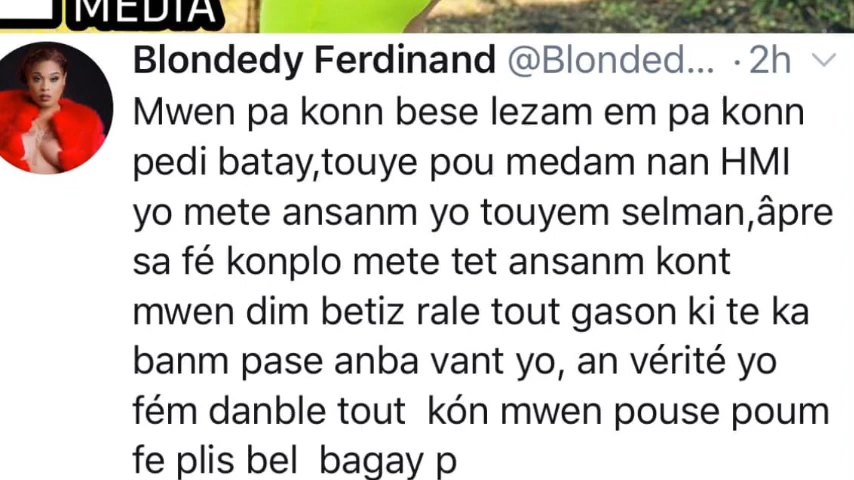 MEDIA
Blondedy Ferdinand @Blonded... · 2h
Mwen pa konn bese lezam em pa konn
pedi batay,touye pou medam nan HMI
yo mete ansanm yo touyem selman,âpre
sa fé konplo mete tet ansanm kont
mwen dim betiz rale tout gason ki te ka
banm pase anba vant yo, an vérité yo
fém danble tout kón mwen pouse poum
fe plis bel bagay p